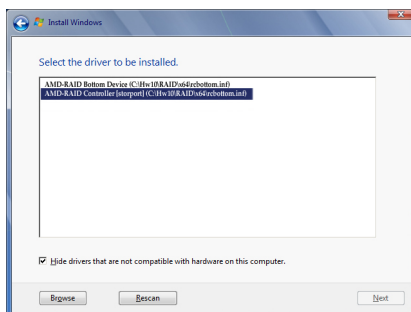 Install Windows
Select the driver to be installed.
AMD-RAID Bottom Device (C:\Hw10\RAID\x64\rcbottom.inf)
AMD-RAID Controller [storport] (C:\Hw10\RAID\x64\rcbottom.inf)
Hide drivers that are not compatible with hardware on this computer.
Browse Rescan Next